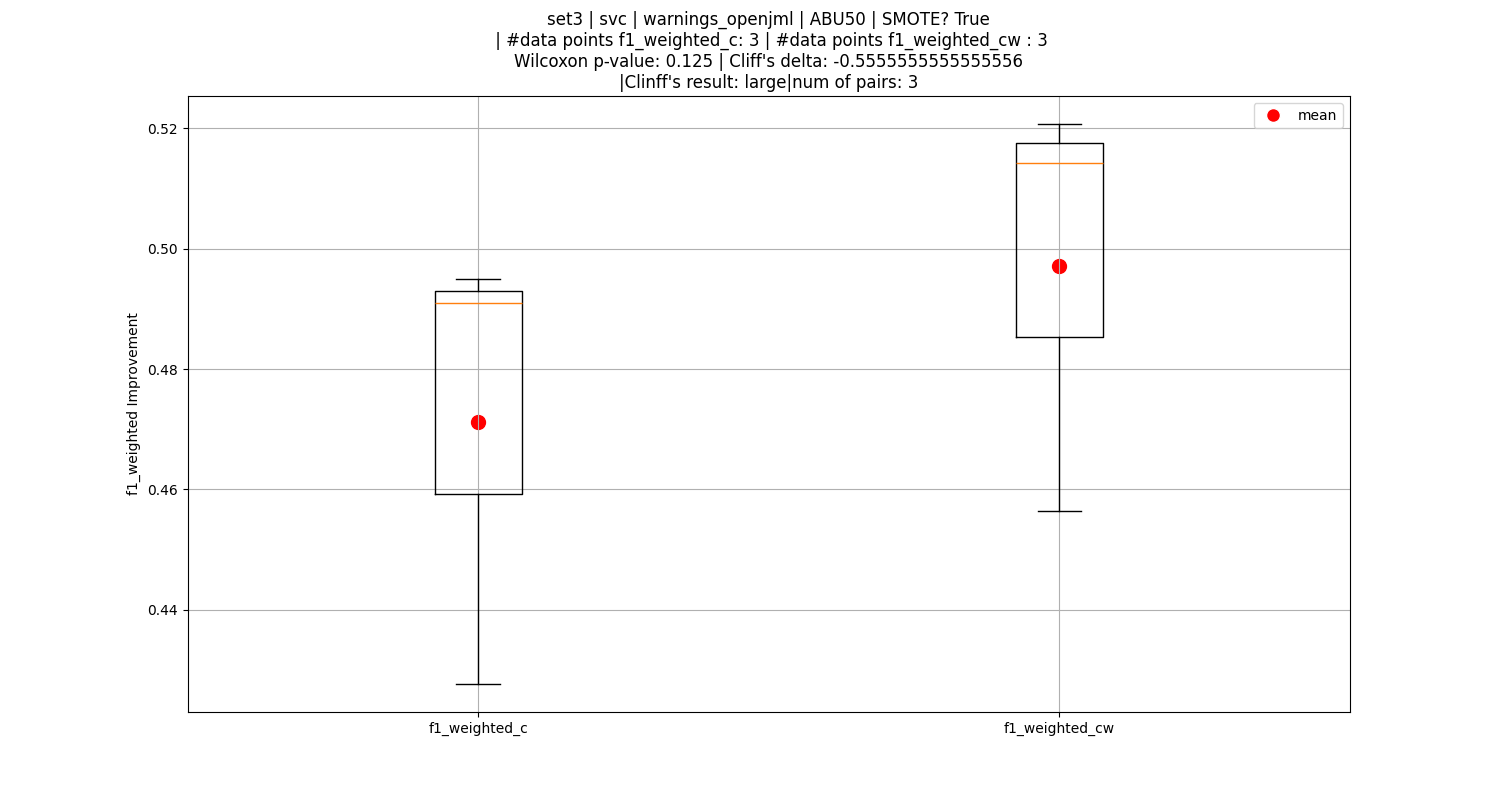 set3 | svc | warnings_openjml | ABU50 | SMOTE? True
| #data points f1_weighted_c: 3 | #data points f1_weighted_cw : 3
Wilcoxon p-value: 0.125 | Cliff's delta: -0.5555555555555556
|Clinff's result: large|num of pairs: 3
mean
0.52
0.50
0.48
0.46
0.44
f1_weighted Improvement
f1_weighted_c
f1_weighted_cw